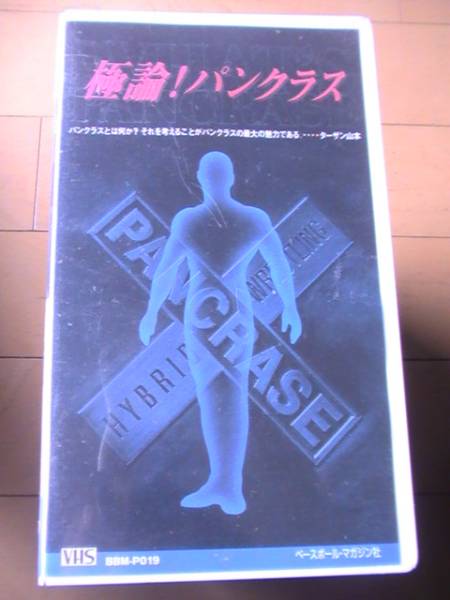 極論!パンクラス
パンクラスとは何か?それを考えることがパンクラスの最大の魅力である ----ターザン山本
PANCRASE
HYBRID WRESTLING
VHS BBM-P019
ベースボール・マガジン社